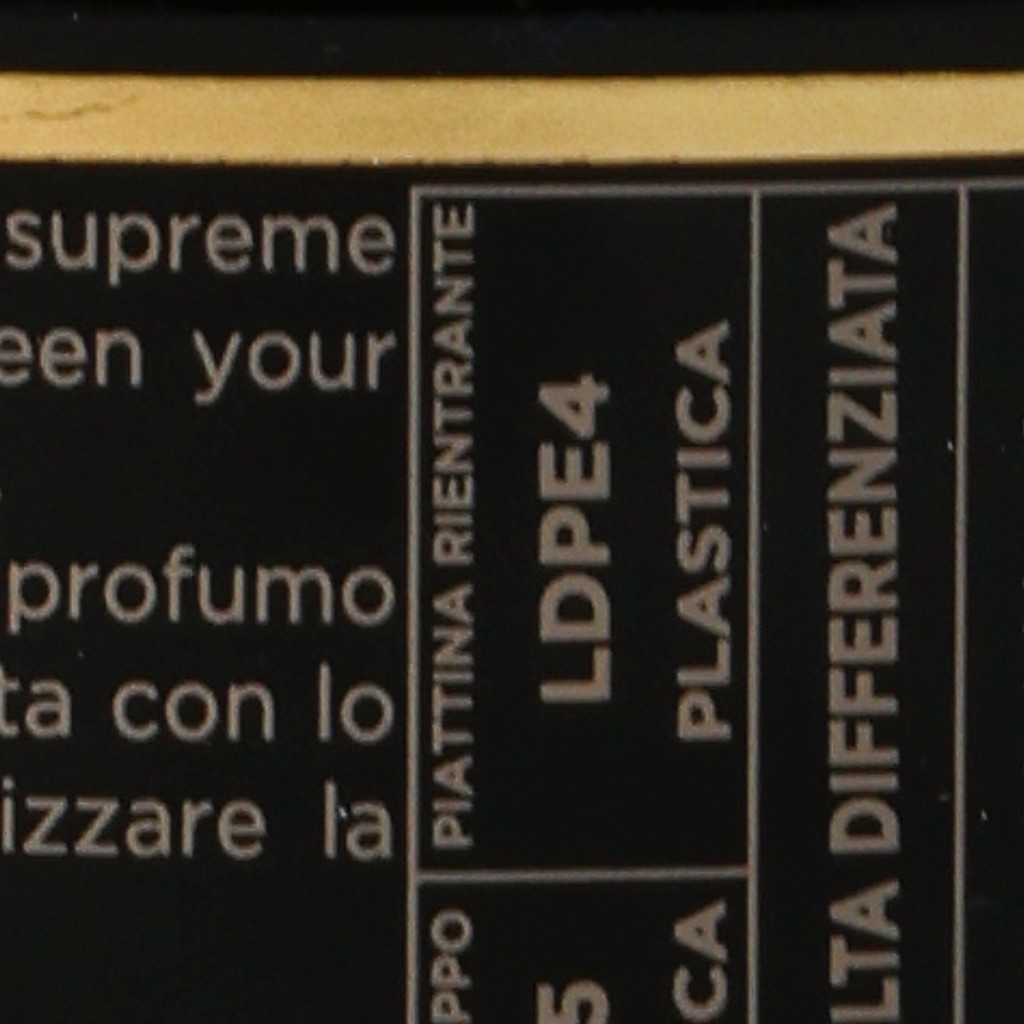 supreme
een your
profumo
ta con lo
izzare la
PIATTINA RIENTRANTE
LDPE4
PLASTICA
PPO
5
CA
LTA DIFFERENZIATA